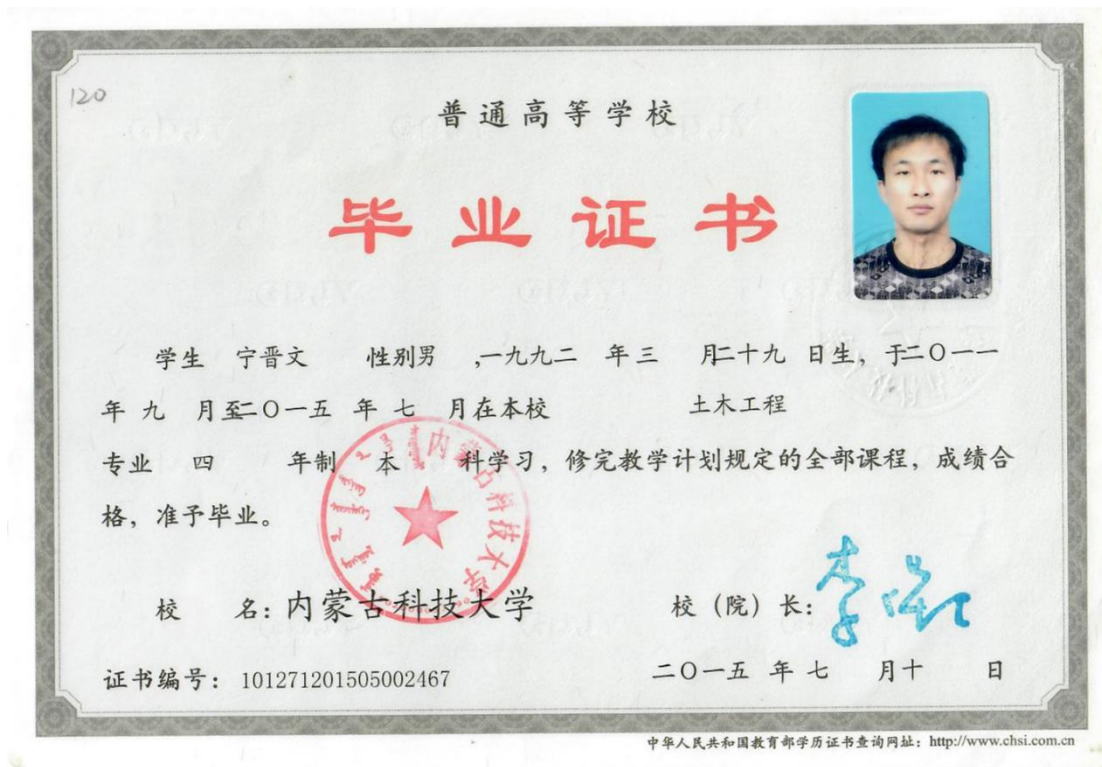 120
普通高等学校
毕业证书
学生 宁晋文 性别男 ,一九九二 年三 月二十九 日生，于二〇一一
年 九 月至二〇一五 年 七 月在本校 土木工程
专业 四 年制 本 科学习，修完教学计划规定的全部课程，成绩合
格，准予毕业。
内蒙古科技大学
校 名：内蒙古科技大学 校（院）长：
证书编号：101271201505002467 二〇一五 年 七 月十 日
中华人民共和国教育部学历证书查询网址：http://www.chsi.com.cn